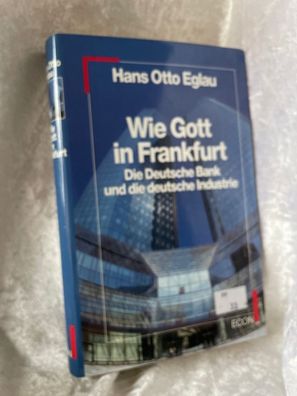 Hans Otto Eglau
Wie Gott
in Frankfurt
Die Deutsche Bank
und die deutsche Industrie
ECON